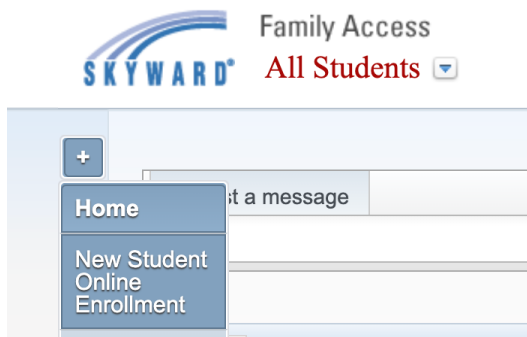 Family Access
SKYWARD®
All Students
+
Home
st a message
New Student
Online
Enrollment